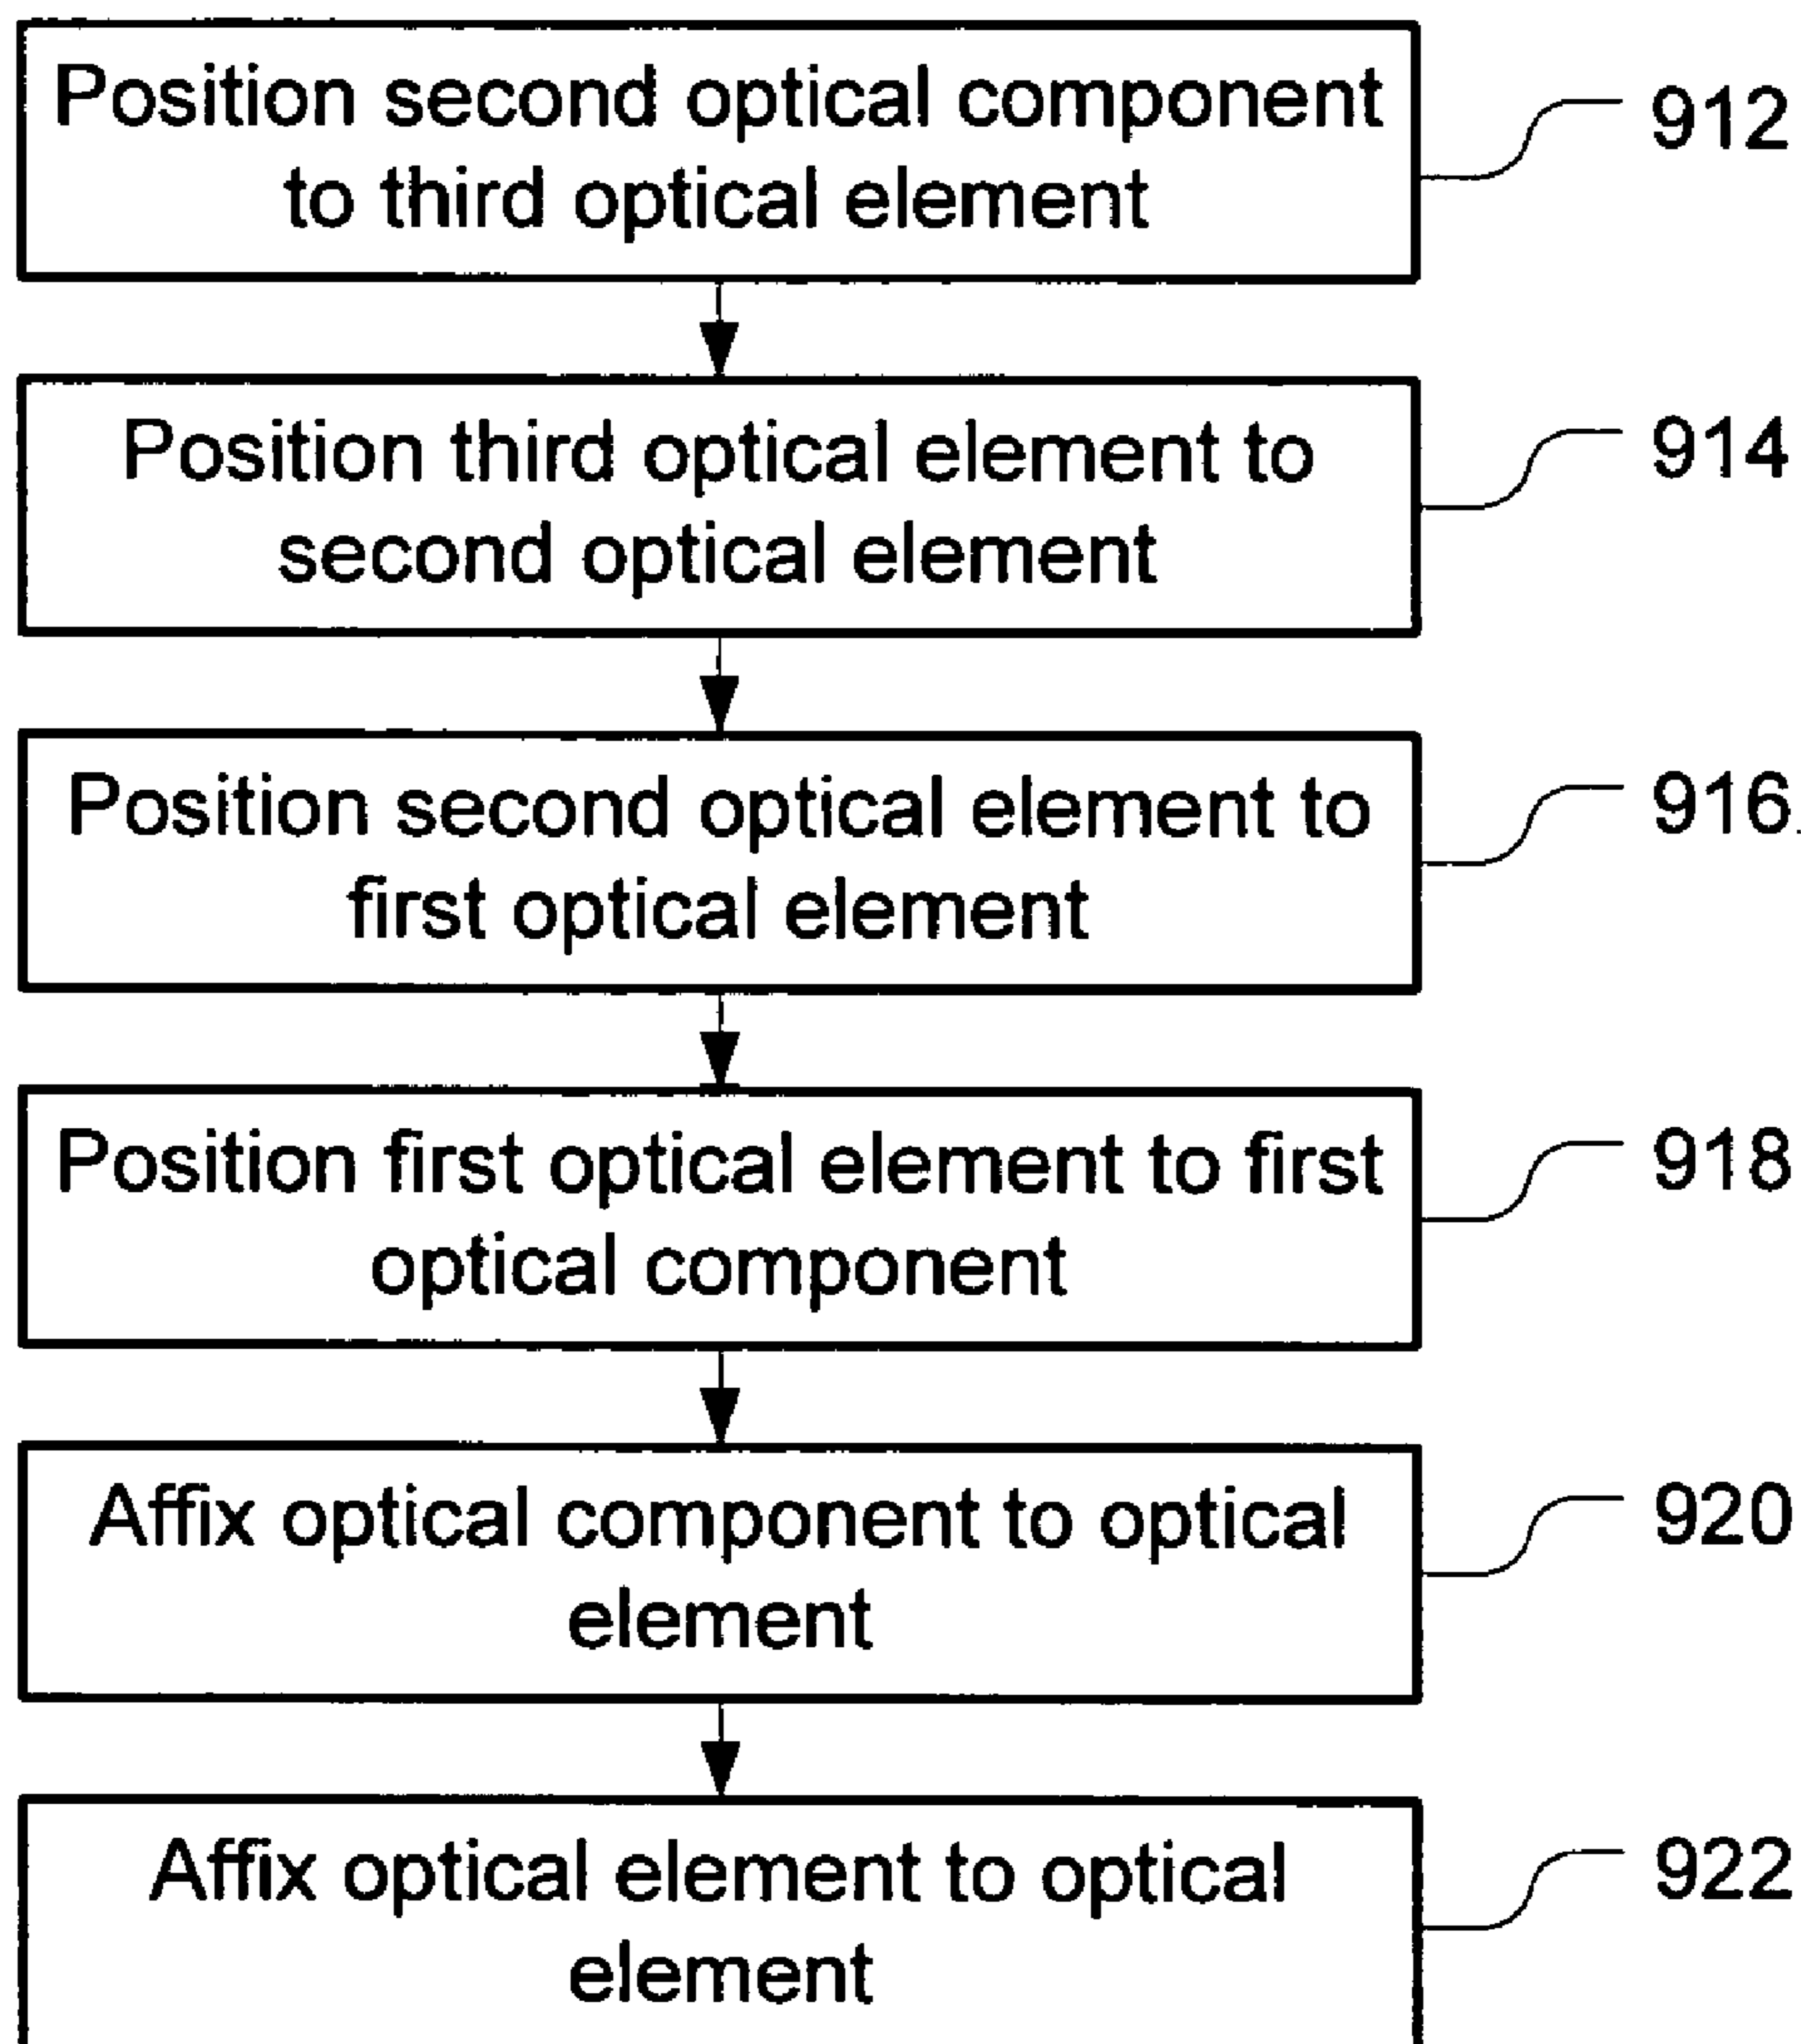 Position second optical component
to third optical element
912
Position third optical element to
second optical element
914
Position second optical element to
first optical element
916
Position first optical element to first
optical component
918
Affix optical component to optical
element
920
Affix optical element to optical
element
922